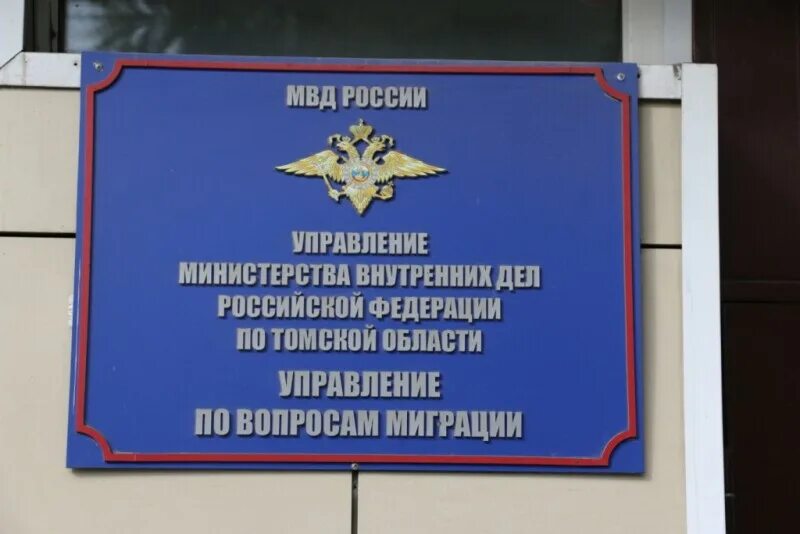 МВД РОССИИ
УПРАВЛЕНИЕ
МИНИСТЕРСТВА ВНУТРЕННИХ ДЕЛ
РОССИЙСКОЙ ФЕДЕРАЦИИ
ПО ТОМСКОЙ ОБЛАСТИ
УПРАВЛЕНИЕ
ПО ВОПРОСАМ МИГРАЦИИ